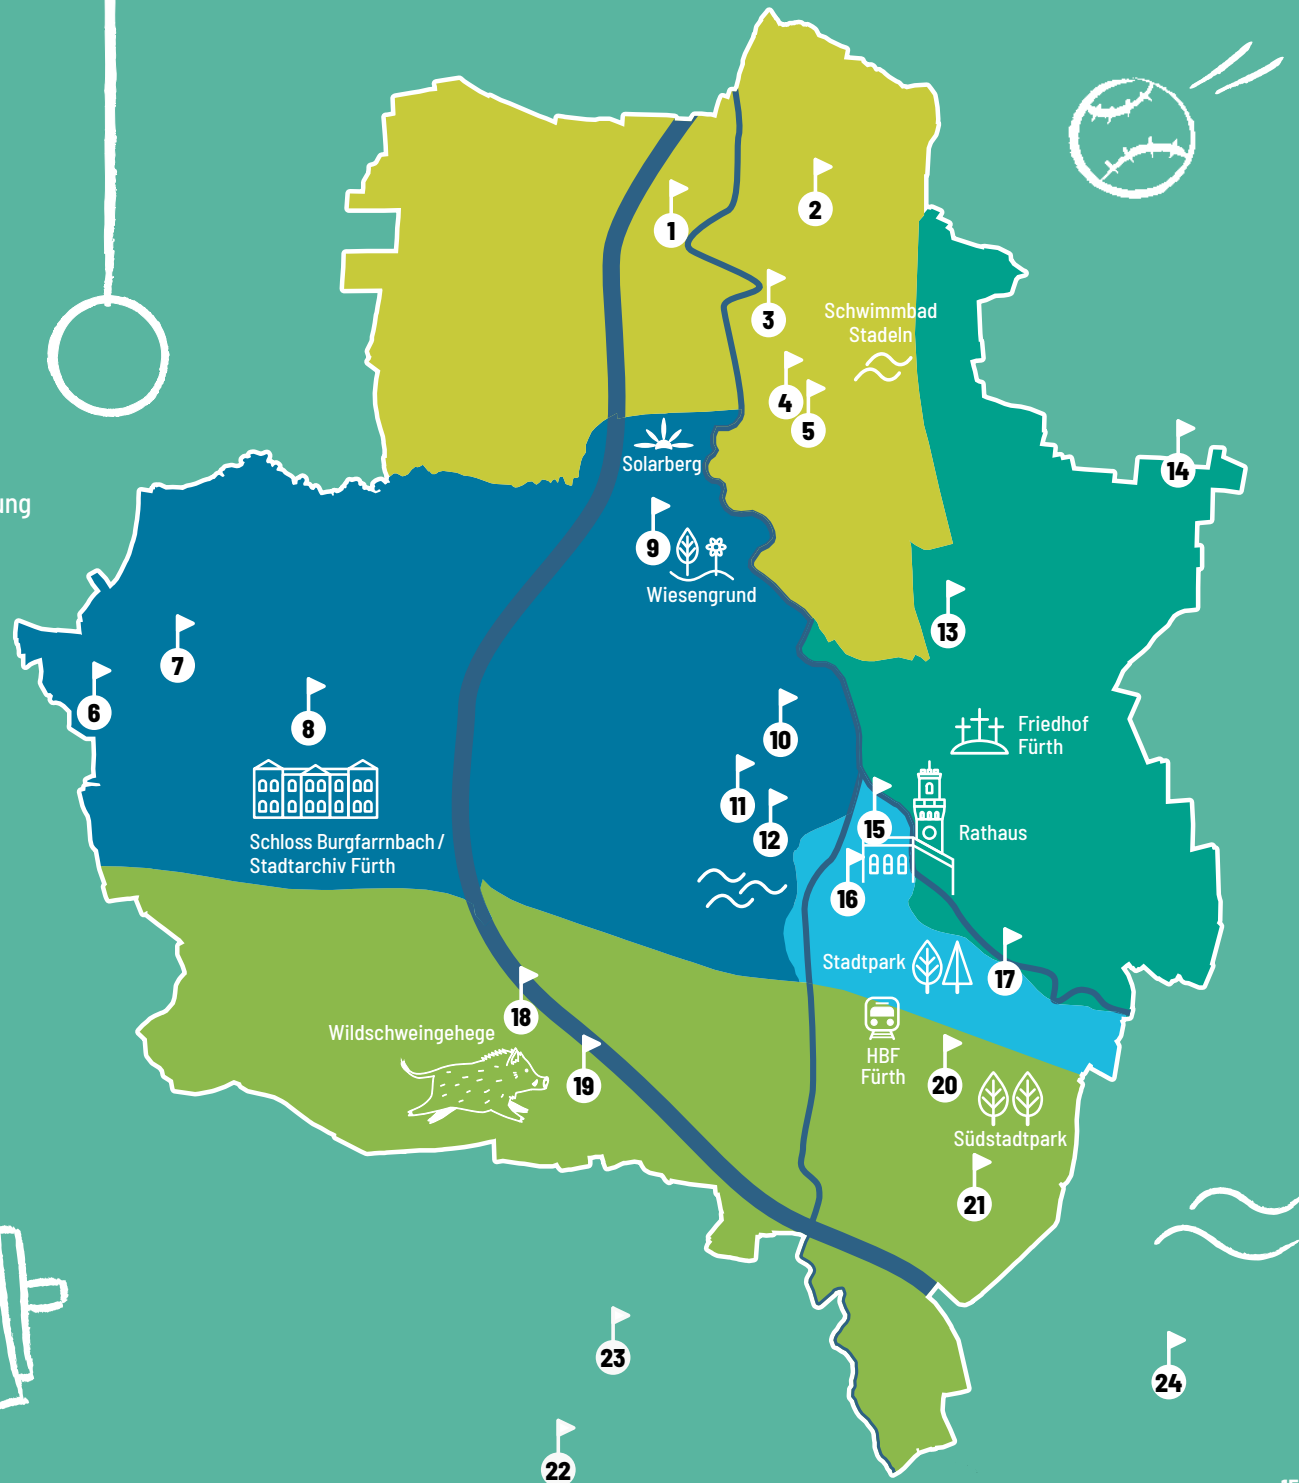 1
2
3
Schwimmbad
Stadeln
4
5
Solarberg
14
ung
9
Wiesengrund
13
7
6
8
10
Friedhof
Fürth
11
12
15
Rathaus
Schloss Burgfarrnbach /
Stadtarchiv Fürth
16
Stadtpark
17
18
Wildschweingehege
19
HBF
Fürth
20
Südstadtpark
21
23
24
22